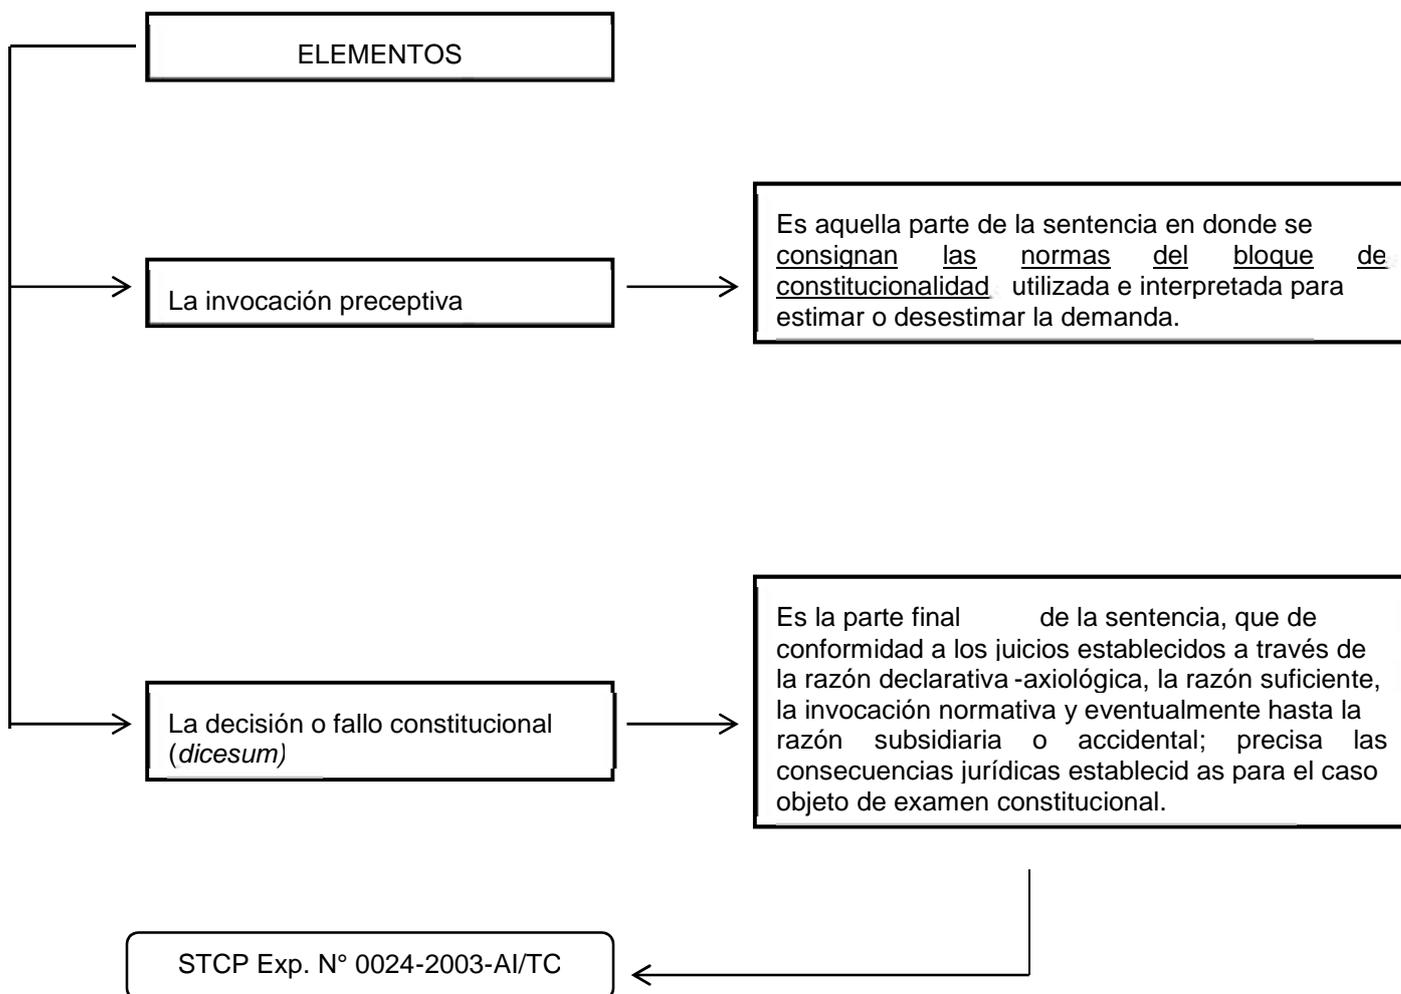 ELEMENTOS
La invocación preceptiva
Es aquella parte de la sentencia en donde se
consignan las normas del bloque de
constitucionalidad utilizada e interpretada para
estimar o desestimar la demanda.
La decisión o fallo constitucional
(dicesum)
Es la parte final de la sentencia, que de
conformidad a los juicios establecidos a través de
la razón declarativa -axiológica, la razón suficiente,
la invocación normativa y eventualmente hasta la
razón subsidiaria o accidental; precisa las
consecuencias jurídicas establecid as para el caso
objeto de examen constitucional.
STCP Exp. N° 0024-2003-AI/TC